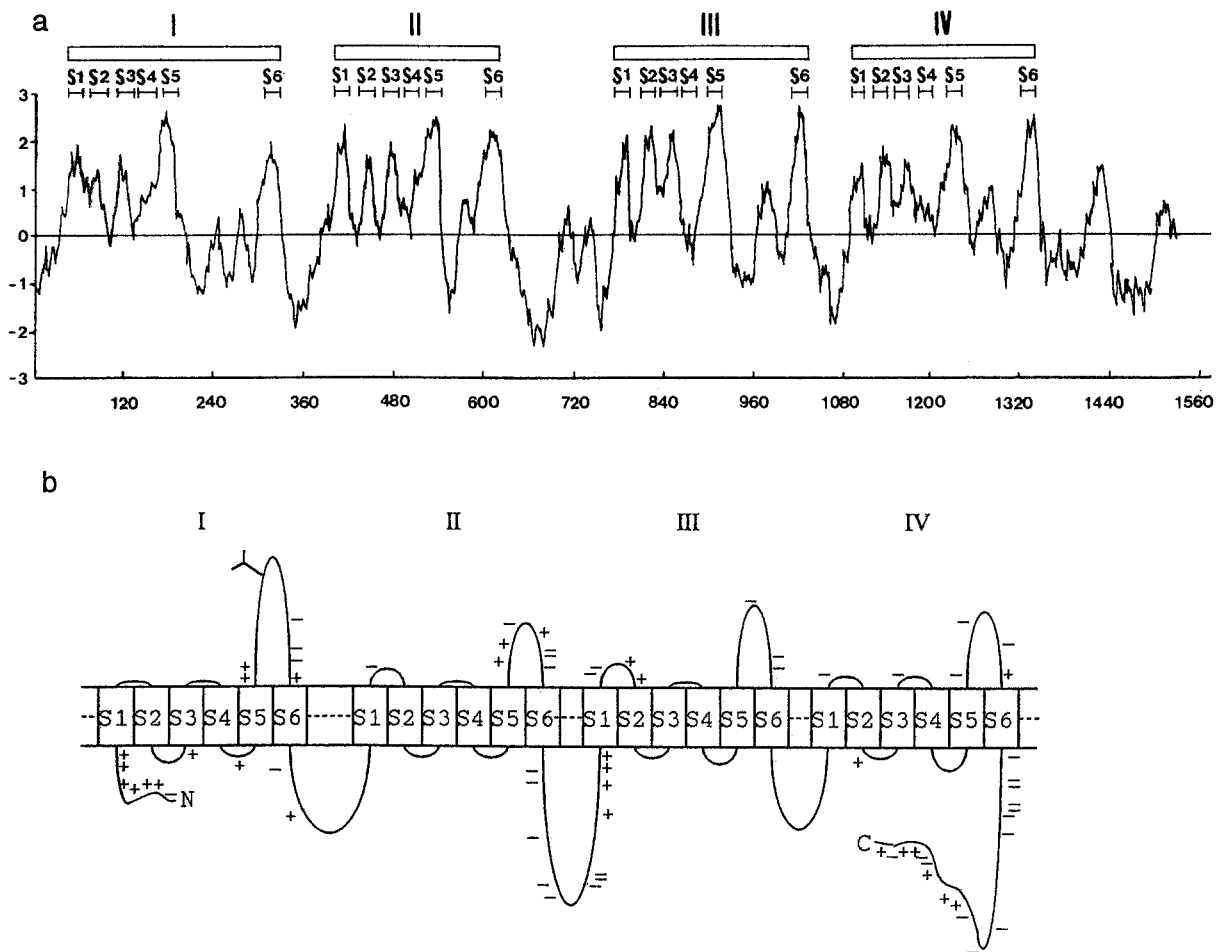 a
I II III IV
S1 S2 S3 S4 S5 S6 S1 S2 S3 S4 S5 S6 S1 S2 S3 S4 S5 S6 S1 S2 S3 S4 S5 S6
3
2
1
0
-1
-2
-3
120 240 360 480 600 720 840 960 1080 1200 1320 1440 1560
b
I II III IV
S1 S2 S3 S4 S5 S6 S1 S2 S3 S4 S5 S6 S1 S2 S3 S4 S5 S6 S1 S2 S3 S4 S5 S6
N
C